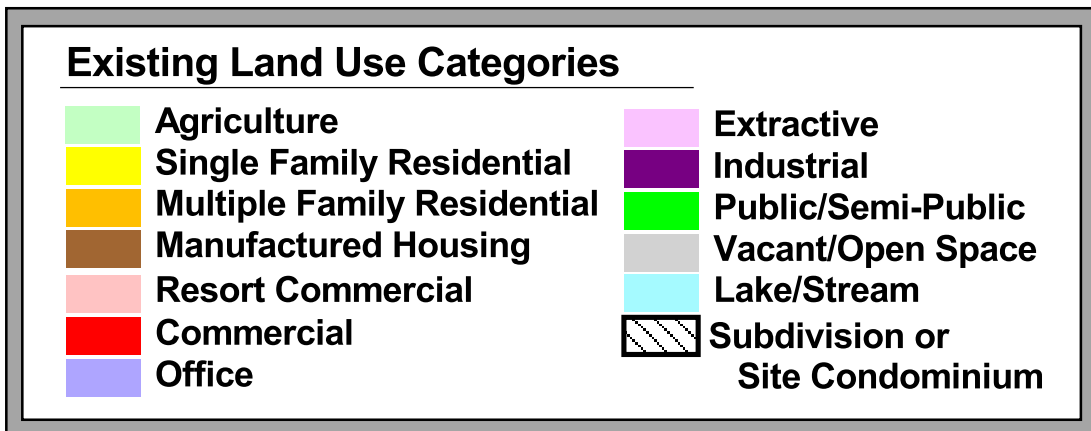 Existing Land Use Categories
Agriculture
Single Family Residential
Multiple Family Residential
Manufactured Housing
Resort Commercial
Commercial
Office
Extractive
Industrial
Public/Semi-Public
Vacant/Open Space
Lake/Stream
Subdivision or
Site Condominium